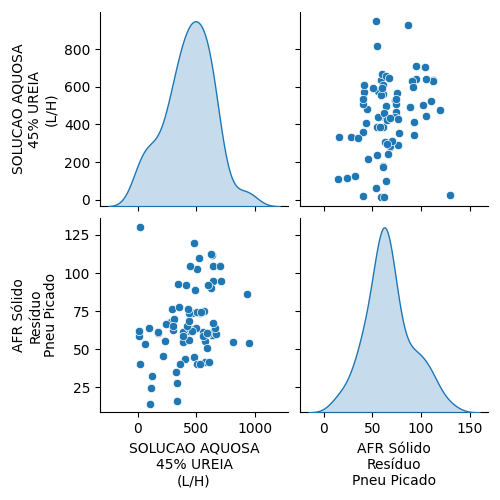 SOLUCAO AQUOSA
45% UREIA
(L/H)
800
600
400
200
0
AFR Sólido
Resíduo
Pneu Picado
125
100
75
50
25
0
500
1000
SOLUCAO AQUOSA
45% UREIA
(L/H)
0
50
100
150
AFR Sólido
Resíduo
Pneu Picado